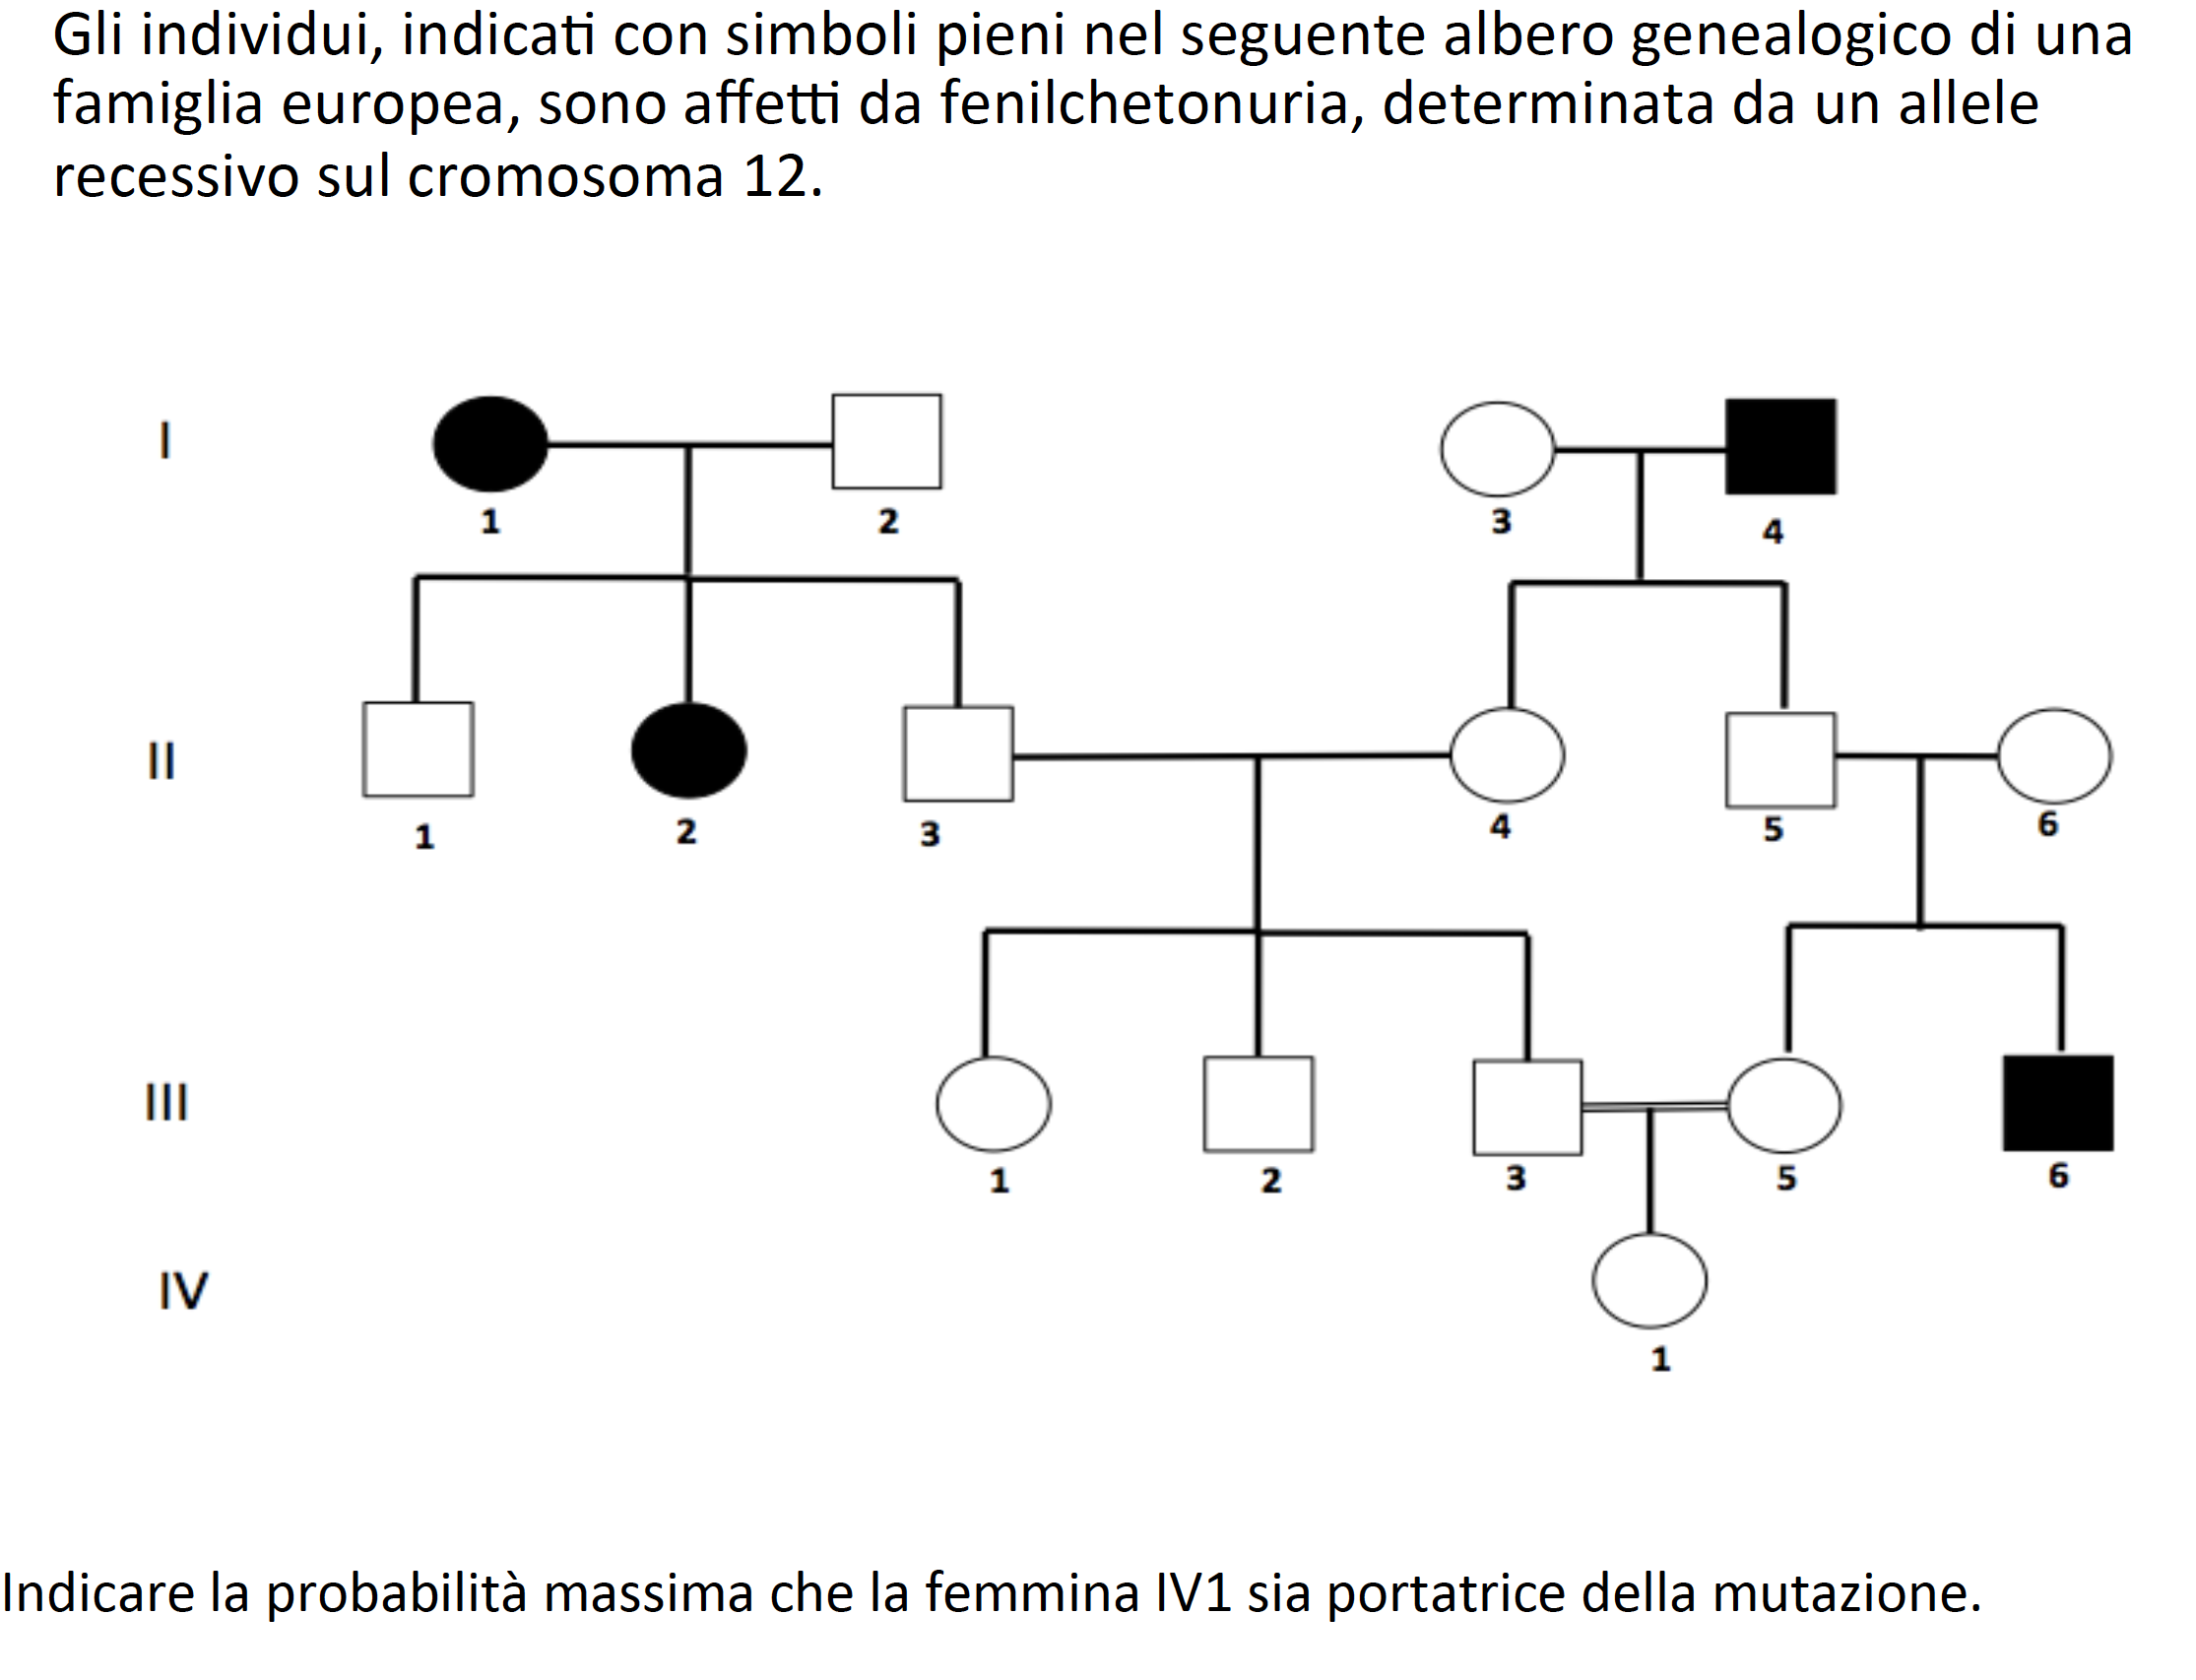 Gli individui, indicati con simboli pieni nel seguente albero genealogico di una
famiglia europea, sono affetti da fenilchetonuria, determinata da un allele
recessivo sul cromosoma 12.
I
1 2 3 4
II
1 2 3 4 5 6
III
1 2 3 5 6
IV
1
Indicare la probabilità massima che la femmina IV1 sia portatrice della mutazione.